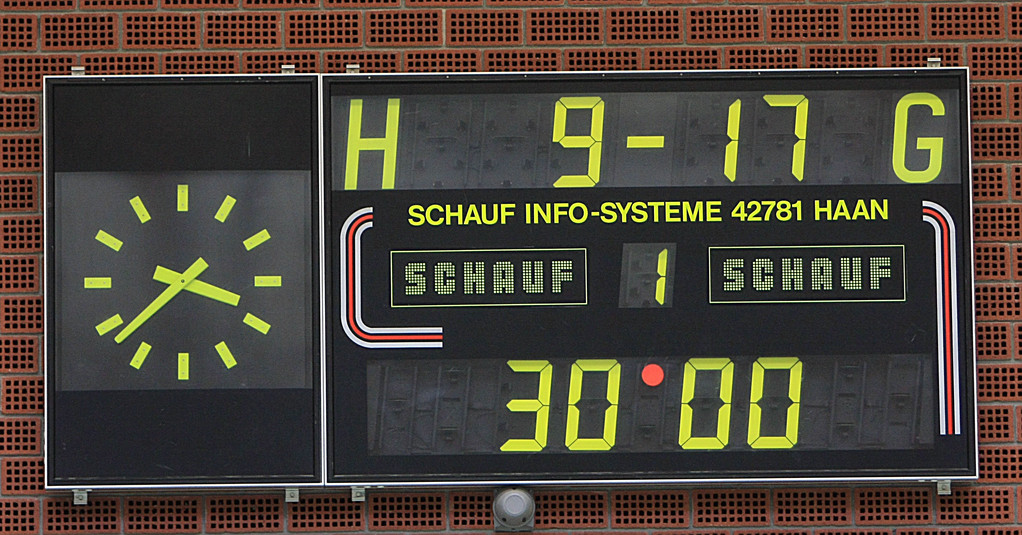 H 9-17 G
SCHAUF INFO-SYSTEME 42781 HAAN
SCHAUF 1 SCHAUF
30 00